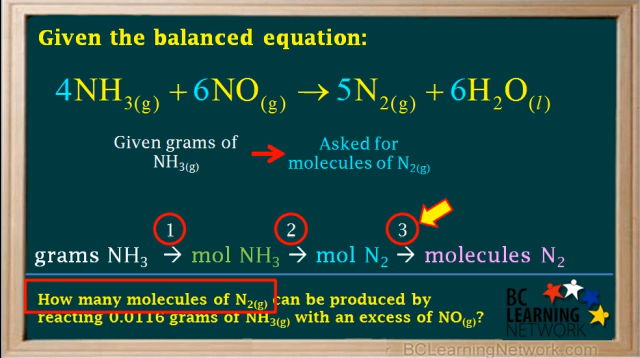 Given the balanced equation:
4NH₃(g) + 6NO(g) → 5N₂(g) + 6H₂O(l)
Given grams of
NH₃(g)
→
Asked for
molecules of N₂(g)
1
2
3
grams NH₃ → mol NH₃ → mol N₂ → molecules N₂
How many molecules of N₂(g) can be produced by
reacting 0.0116 grams of NH₃(g) with an excess of NO(g)?
BC
LEARNING
NETWORK
BCLearningNetwork.com